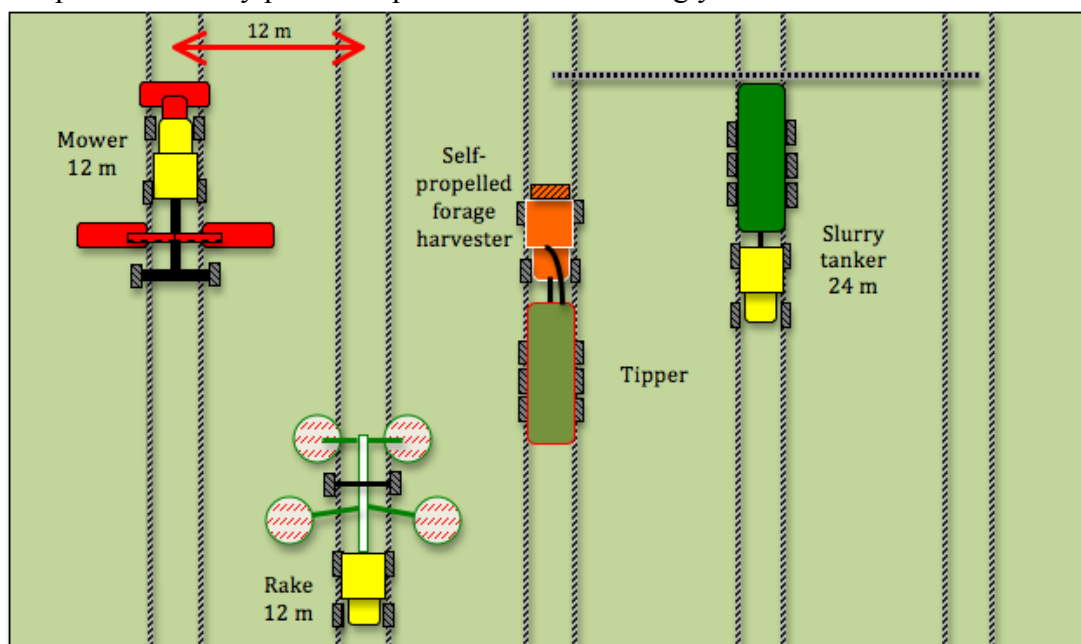 12 m
Mower
12 m
Self-
propelled
forage
harvester
Slurry
tanker
24 m
Tipper
Rake
12 m